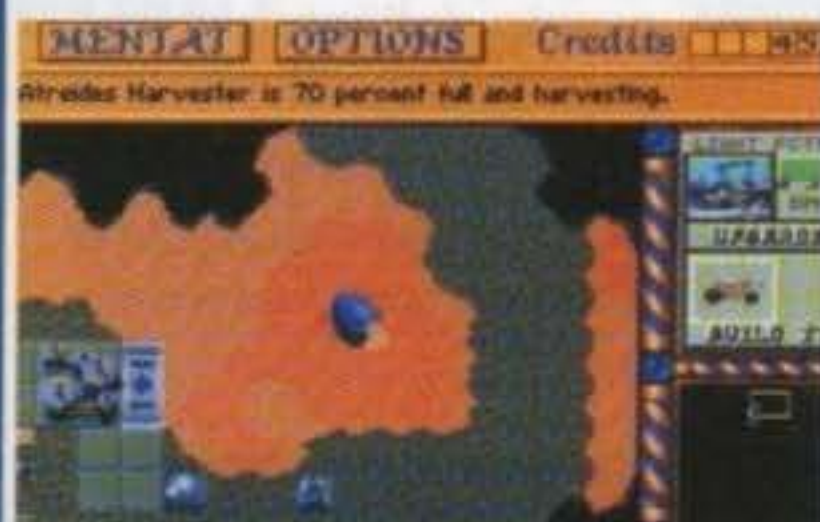 MENTAT OPTIONS Credits
Atreides Harvester is 70 percent full and harvesting.
UPGRADE
BUILD